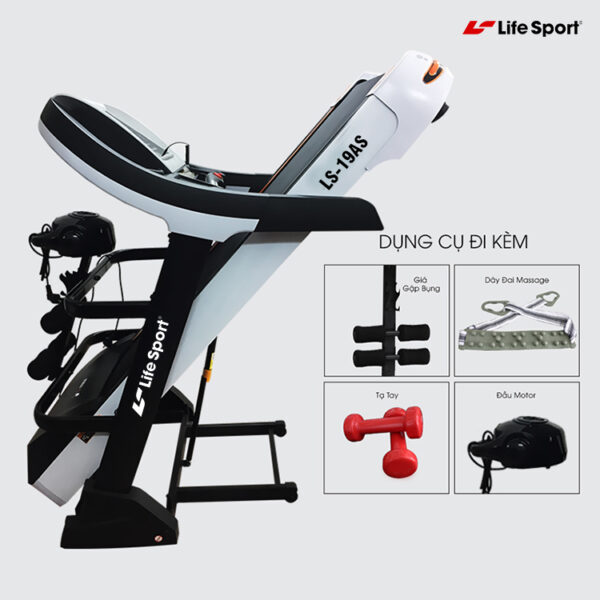 Life Sport®
LS-19AS
Life Sport®
DỤNG CỤ ĐI KÈM
Giá
Gập Bụng
Dây Đai Massage
Tạ Tay
Đầu Motor